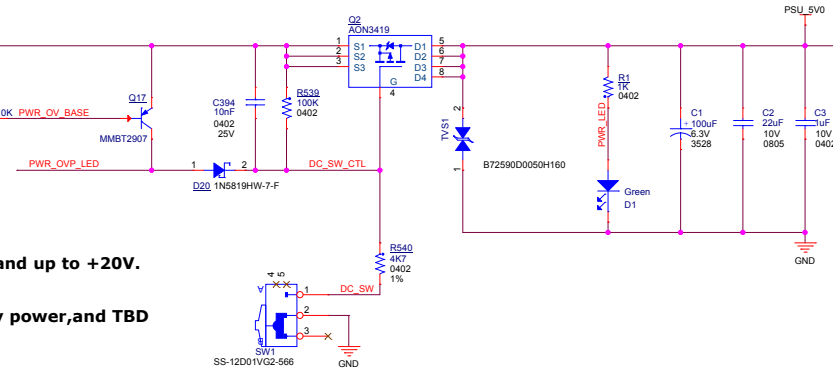 PSU_5V0
Q2
AON3419
1 S1 D1 5
2 S2 D2 6
3 S3 D3 7
D4 8
G
4
0K PWR_OV_BASE
Q17
MMBT2907
C394
10nF
0402
25V
R539
100K
0402
TVS1
2
1
B72590D0050H160
R1
1K
0402
PWR_LED
Green
D1
C1
+ 100uF
6.3V
3528
C2
22uF
10V
0805
C3
1uF
10V
0402
GND
PWR_OVP_LED
1 2
D20 1N5819HW-7-F
DC_SW_CTL
R540
4K7
0402
1%
and up to +20V.
y power,and TBD
4 5
A
1 DC_SW
2
3
SW1
SS-12D01VG2-566
GND